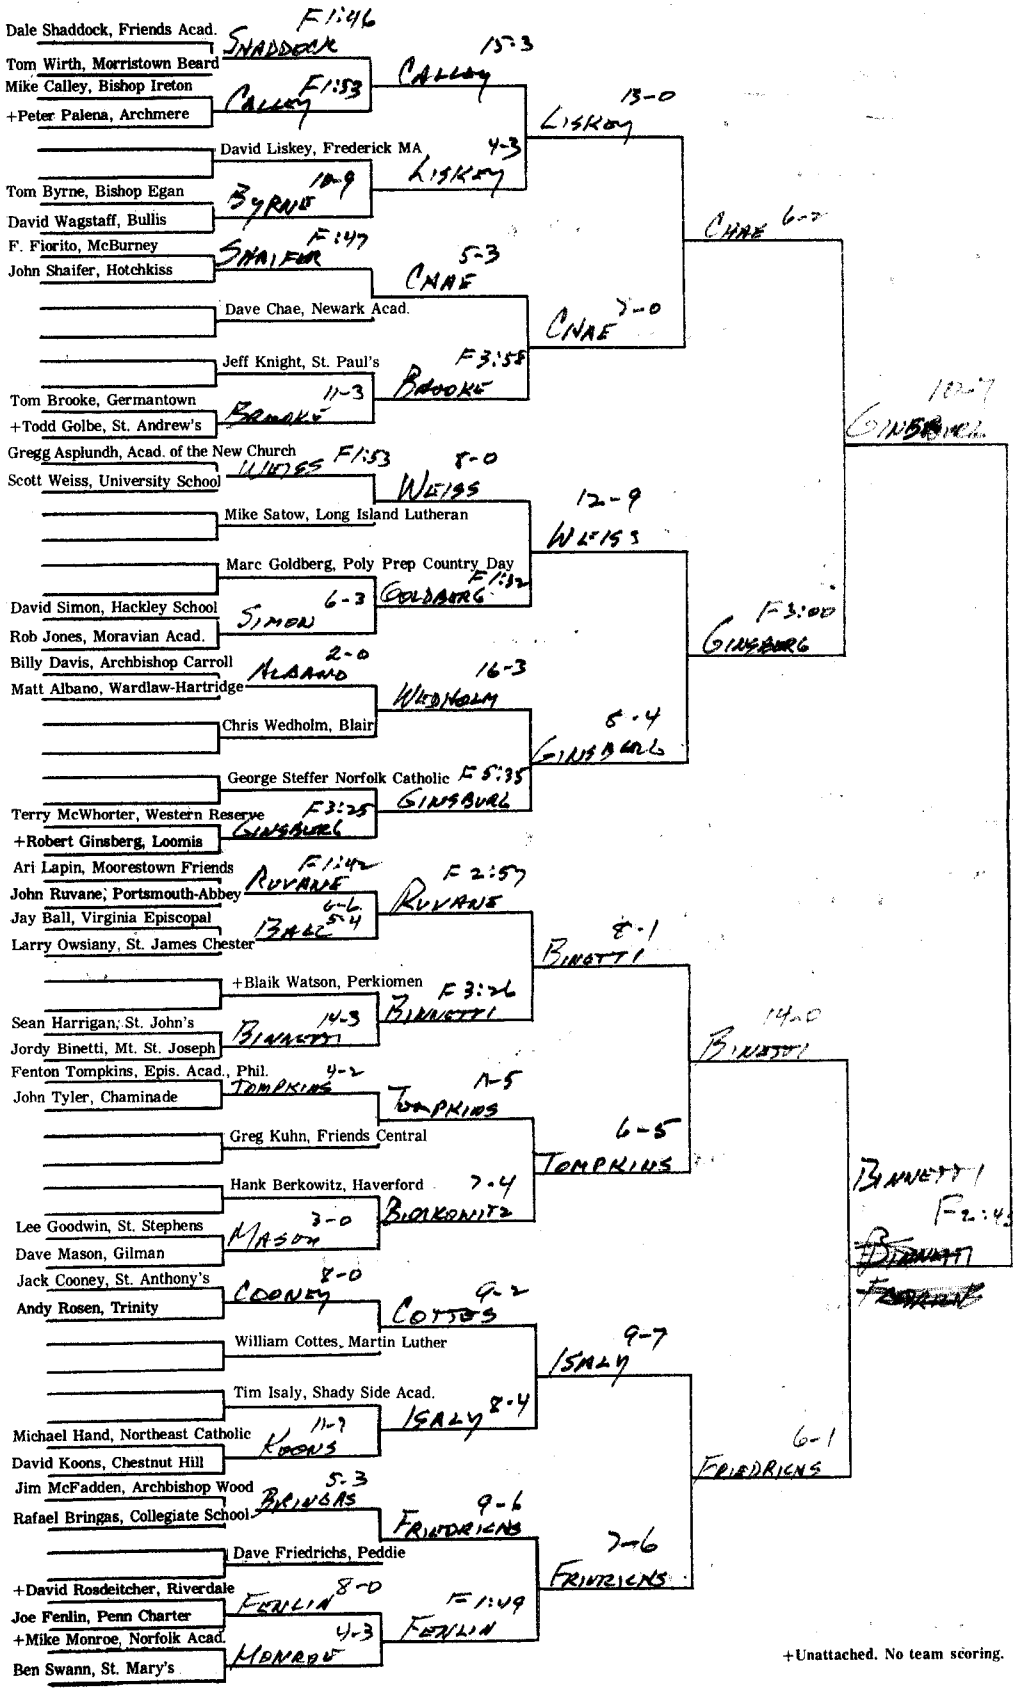 F 1:46
Dale Shaddock, Friends Acad.
SHADDOCK
15-3
Tom Wirth, Morristown Beard
CALLEY
Mike Calley, Bishop Ireton
F1:53
CALLEY
13-0
+Peter Palena, Archmere
LISKEY
David Liskey, Frederick MA
4-3
LISKEY
10-9
Tom Byrne, Bishop Egan
BYRNE
David Wagstaff, Bullis
CHAE 6-2
F :47
F. Fiorito, McBurney
SHAIFER
5-3
John Shaifer, Hotchkiss
CHAE
Dave Chae, Newark Acad.
CHAE
F 3:58
Jeff Knight, St. Paul's
BROOKE
11-3
Tom Brooke, Germantown
BROOKE
+Todd Golbe, St. Andrew's
GINSBURG
Gregg Asplundh, Acad. of the New Church
WEISS F1:53
8-0
Scott Weiss, University School
WEISS
12-9
Mike Satow, Long Island Lutheran
WEISS
Marc Goldberg, Poly Prep Country Day
F1:32
GOLDBERG
6-3
David Simon, Hackley School
SIMON
F3:00
Rob Jones, Moravian Acad.
GINSBERG
2-0
Billy Davis, Archbishop Carroll
ALBANO
16-3
Matt Albano, Wardlaw-Hartridge
WEDHOLM
Chris Wedholm, Blair
GINSBURG
George Steffer Norfolk Catholic
F 5:35
GINSBURG
F3:25
Terry McWhorter, Western Reserve
GINSBURG
+Robert Ginsberg, Loomis
F1:42
Ari Lapin, Moorestown Friends
RUVANE
F 2:57
John Ruvane, Portsmouth-Abbey
RUVANE
6-6
Jay Ball, Virginia Episcopal
BALL 5-4
8-1
Larry Owsiany, St. James Chester
BINETTI
+Blaik Watson, Perkiomen
F 3:26
BINNETTI
14-3
Sean Harrigan, St. John's
BINNETTI
14-0
Jordy Binetti, Mt. St. Joseph
BINETTI
4-2
Fenton Tompkins, Epis. Acad., Phil.
TOMPKINS
John Tyler, Chaminade
TOMPKINS
Greg Kuhn, Friends Central
6-5
TOMPKINS
Hank Berkowitz, Haverford
7-4
BERKOWITZ
BINNETTI
3-0
Lee Goodwin, St. Stephens
MASON
F2:43
Dave Mason, Gilman
8-0
Jack Cooney, St. Anthony's
COONEY
9-2
Andy Rosen, Trinity
COTTES
9-7
William Cottes, Martin Luther
ISALY
Tim Isaly, Shady Side Acad.
ISALY 8-4
Michael Hand, Northeast Catholic
KOONS
6-1
David Koons, Chestnut Hill
FRIEDRICHS
5-3
Jim McFadden, Archbishop Wood
BRINGAS
9-6
Rafael Bringas, Collegiate School
FRIEDRICHS
7-6
Dave Friedrichs, Peddie
FRIEDRICHS
8-0
+David Rosdeitcher, Riverdale
FENLIN
F 1:49
Joe Fenlin, Penn Charter
FENLIN
4-3
+Mike Monroe, Norfolk Acad.
MONROE
Ben Swann, St. Mary's
+Unattached. No team scoring.